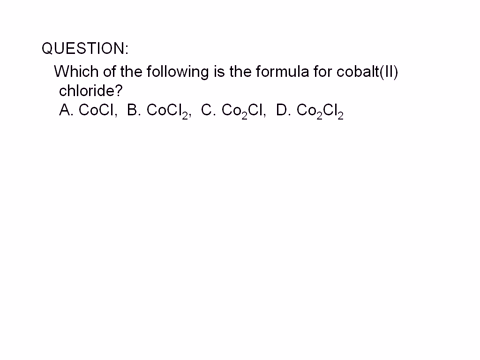 QUESTION:
Which of the following is the formula for cobalt(II)
chloride?
A. CoCl, B. CoCl₂, C. Co₂Cl, D. Co₂Cl₂